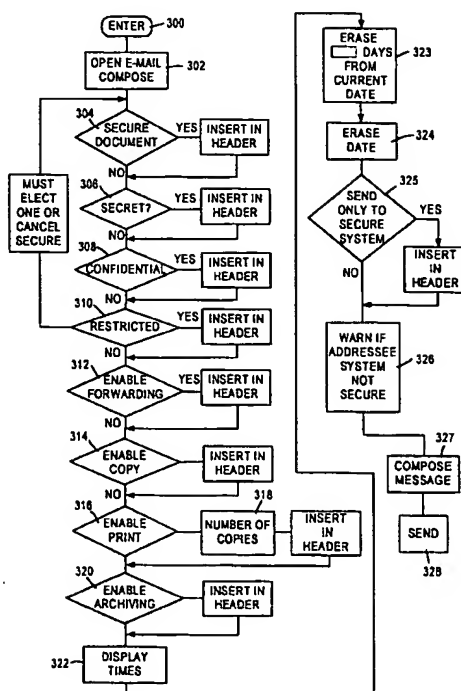 ENTER
300
OPEN E-MAIL
COMPOSE
302
304
SECURE
DOCUMENT
YES
INSERT IN
HEADER
NO
MUST
ELECT
ONE OR
CANCEL
SECURE
306
SECRET?
YES
INSERT IN
HEADER
NO
308
CONFIDENTIAL
YES
INSERT IN
HEADER
NO
310
RESTRICTED
YES
INSERT IN
HEADER
NO
312
ENABLE
FORWARDING
YES
INSERT IN
HEADER
NO
314
ENABLE
COPY
INSERT IN
HEADER
NO
316
ENABLE
PRINT
318
NUMBER OF
COPIES
INSERT
IN
HEADER
320
ENABLE
ARCHIVING
INSERT IN
HEADER
322
DISPLAY
TIMES
ERASE
DAYS
FROM
CURRENT
DATE
323
ERASE
DATE
324
325
SEND
ONLY TO
SECURE
SYSTEM
YES
INSERT IN
HEADER
NO
WARN IF
ADDRESSEE
SYSTEM
NOT
SECURE
326
327
COMPOSE
MESSAGE
SEND
328